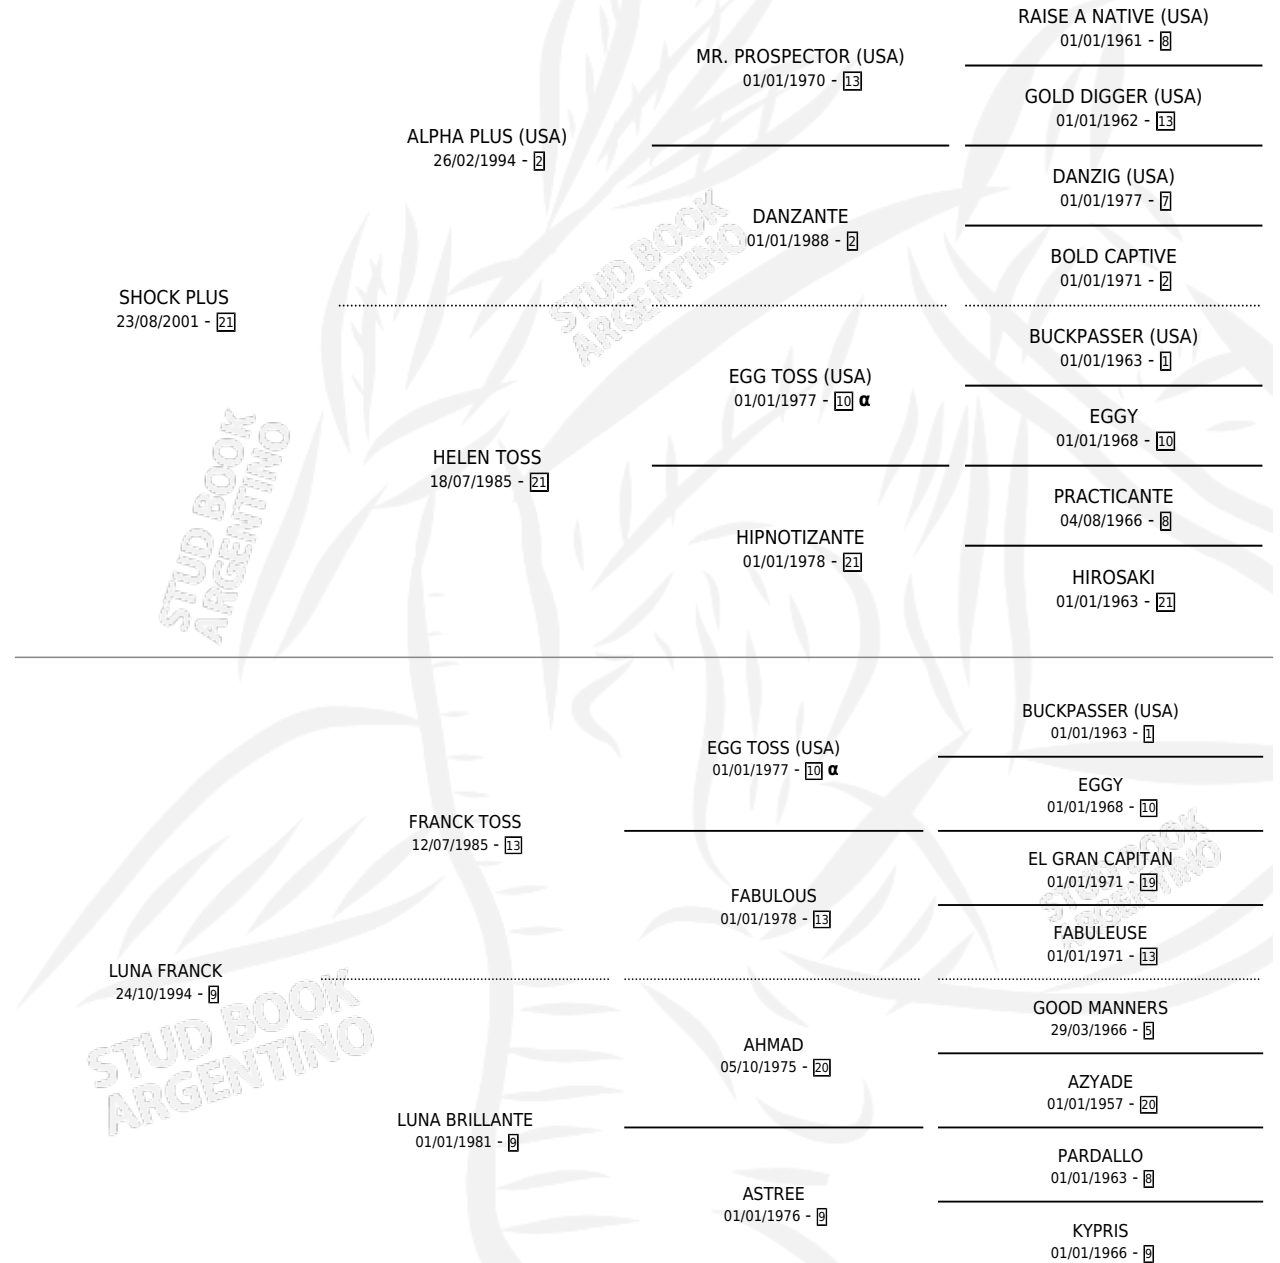 RAISE A NATIVE (USA)
01/01/1961 - 8
MR. PROSPECTOR (USA)
01/01/1970 - 13
GOLD DIGGER (USA)
01/01/1962 - 13
ALPHA PLUS (USA)
26/02/1994 - 2
DANZIG (USA)
01/01/1977 - 7
DANZANTE
01/01/1988 - 2
BOLD CAPTIVE
01/01/1971 - 2
SHOCK PLUS
23/08/2001 - 21
BUCKPASSER (USA)
01/01/1963 - 1
EGG TOSS (USA)
01/01/1977 - 10 α
EGGY
01/01/1968 - 10
HELEN TOSS
18/07/1985 - 21
PRACTICANTE
04/08/1966 - 8
HIPNOTIZANTE
01/01/1978 - 21
HIROSAKI
01/01/1963 - 21
STUD BOOK
ARGENTINO
STUD BOOK
ARGENTINO
BUCKPASSER (USA)
01/01/1963 - 1
EGG TOSS (USA)
01/01/1977 - 10 α
EGGY
01/01/1968 - 10
FRANCK TOSS
12/07/1985 - 13
EL GRAN CAPITAN
01/01/1971 - 19
FABULOUS
01/01/1978 - 13
FABULEUSE
01/01/1971 - 13
LUNA FRANCK
24/10/1994 - 9
GOOD MANNERS
29/03/1966 - 5
AHMAD
05/10/1975 - 20
AZYADE
01/01/1957 - 20
LUNA BRILLANTE
01/01/1981 - 9
PARDALLO
01/01/1963 - 8
ASTREE
01/01/1976 - 9
KYPRIS
01/01/1966 - 9
STUD BOOK
ARGENTINO
STUD BOOK
ARGENTINO